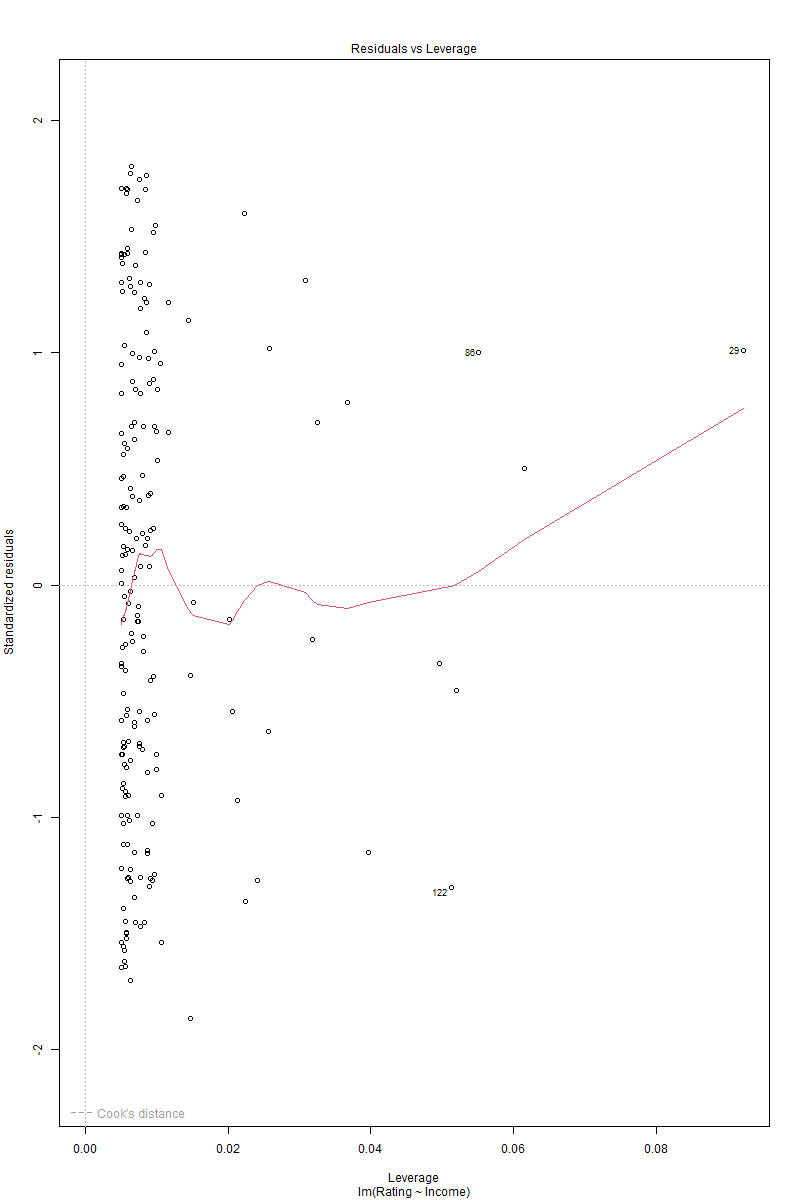 Residuals vs Leverage
Standardized residuals
2
1
0
-1
-2
86
29
122
Cook's distance
0.00 0.02 0.04 0.06 0.08
Leverage
lm(Rating ~ Income)